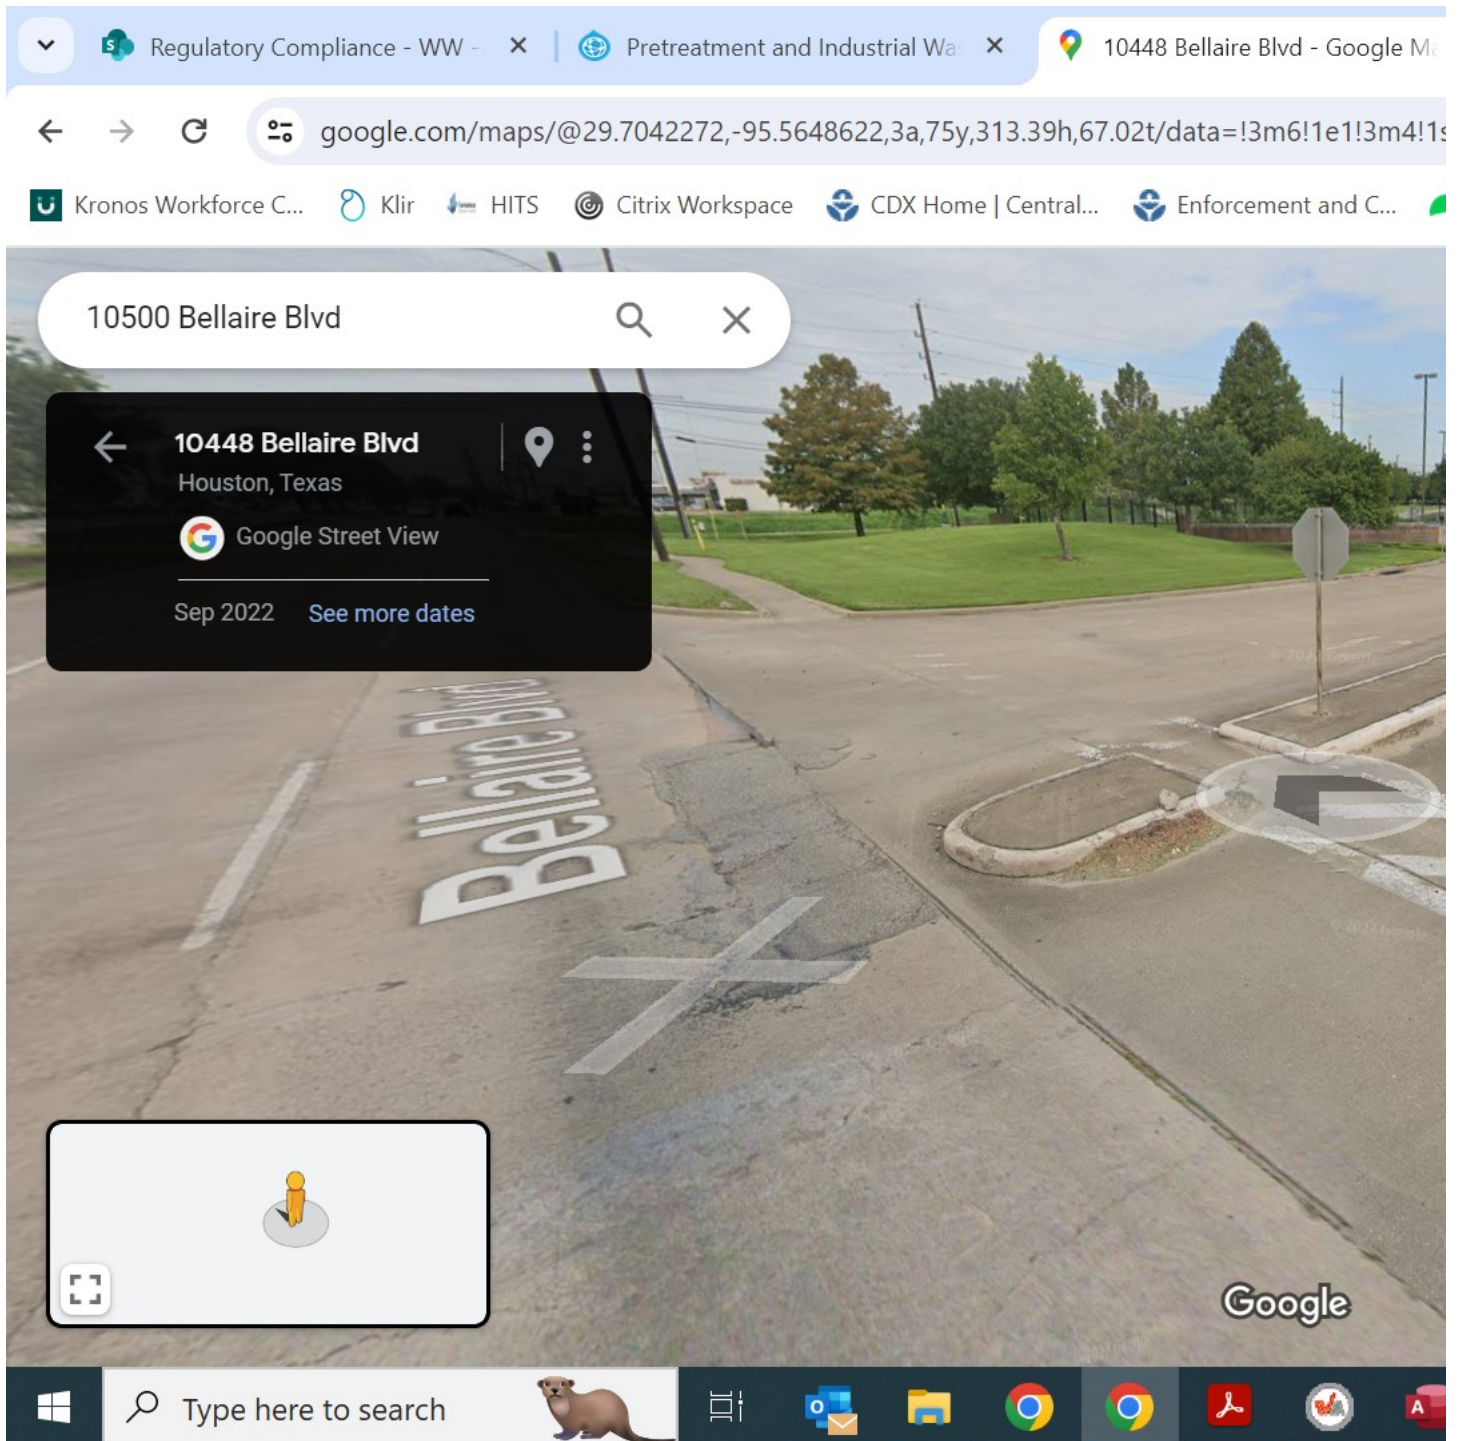 Regulatory Compliance - WW -
Pretreatment and Industrial Wa
10448 Bellaire Blvd - Google Ma
google.com/maps/@29.7042272,-95.5648622,3a,75y,313.39h,67.02t/data=!3m6!1e1!3m4!1s
Kronos Workforce C...
Klir
HITS
Citrix Workspace
CDX Home | Central...
Enforcement and C...
10500 Bellaire Blvd
10448 Bellaire Blvd
Houston, Texas
Google Street View
Sep 2022 See more dates
Bellaire Blvd
© 2022 Google
Google
Type here to search